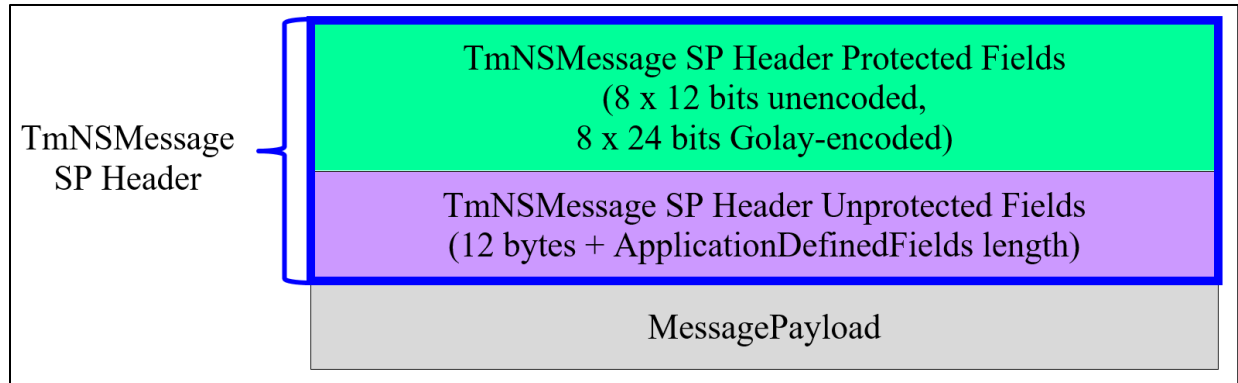 TmNSMessage
SP Header
TmNSMessage SP Header Protected Fields
(8 x 12 bits unencoded,
8 x 24 bits Golay-encoded)
TmNSMessage SP Header Unprotected Fields
(12 bytes + ApplicationDefinedFields length)
MessagePayload